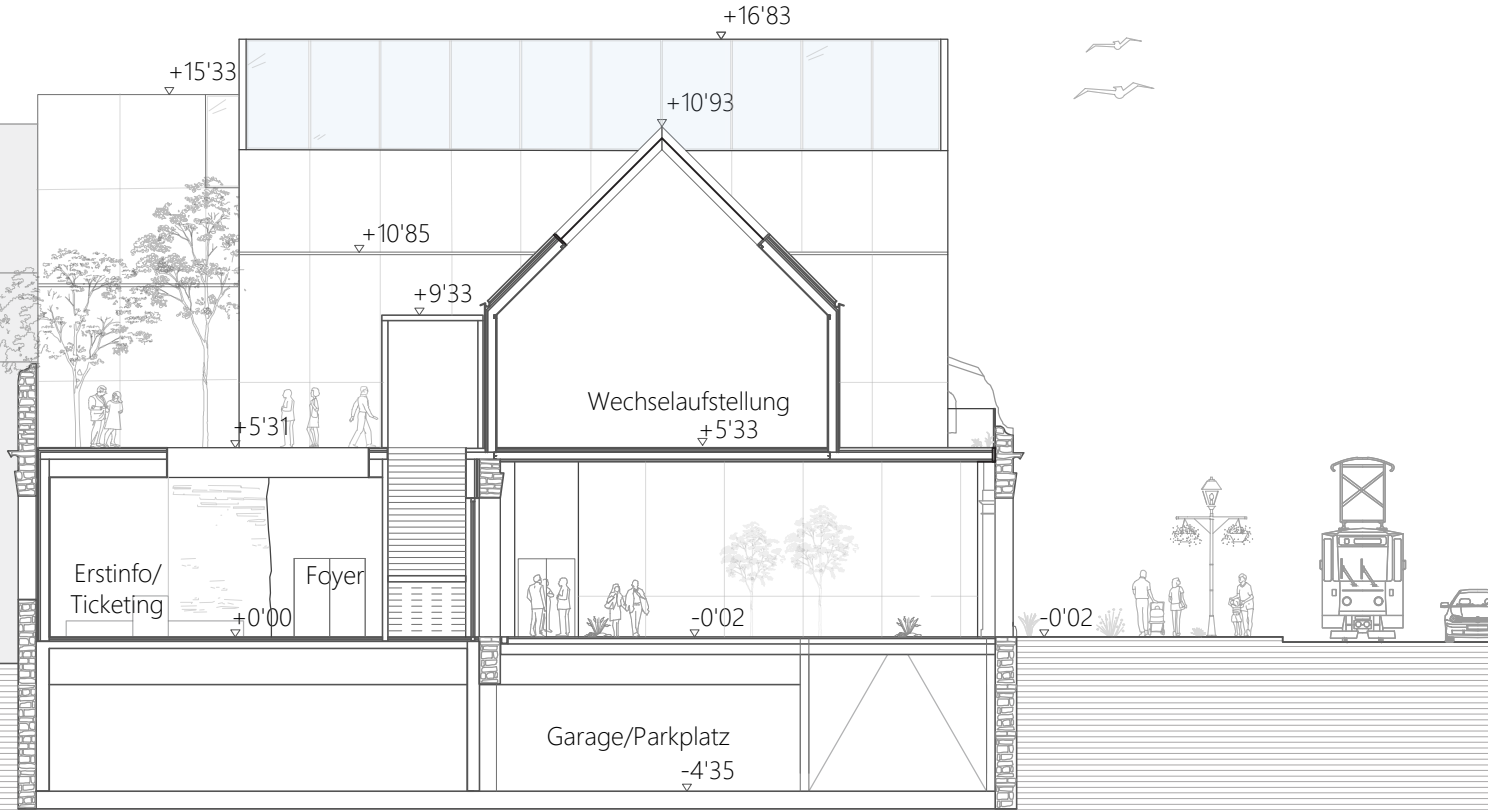 +16'83
+15'33
+10'93
+10'85
+9'33
Wechselaufstellung
+5'31
+5'33
Erstinfo/
Ticketing
Foyer
+0'00
-0'02
-0'02
Garage/Parkplatz
-4'35